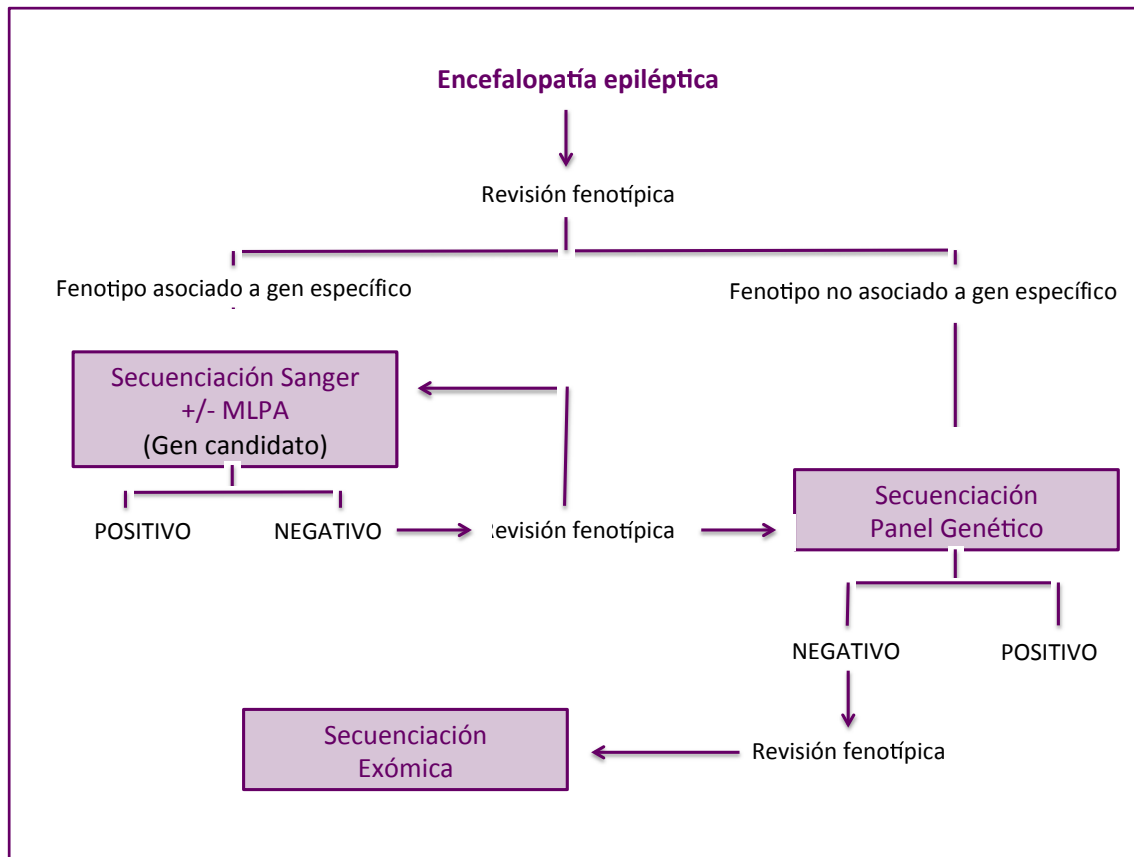 Encefalopatía epiléptica
Revisión fenotípica
Fenotipo asociado a gen específico
Fenotipo no asociado a gen específico
Secuenciación Sanger
+/- MLPA
(Gen candidato)
POSITIVO
NEGATIVO
Revisión fenotípica
Secuenciación
Panel Genético
NEGATIVO
POSITIVO
Revisión fenotípica
Secuenciación
Exómica